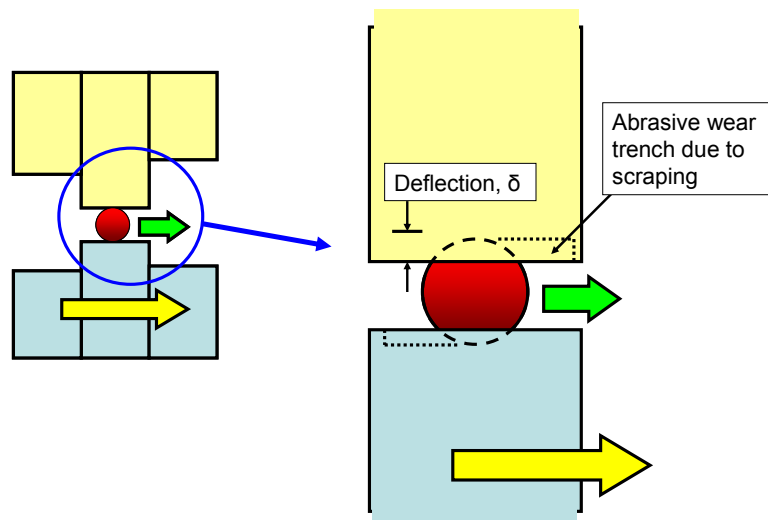 Abrasive wear
trench due to
scraping
Deflection, δ